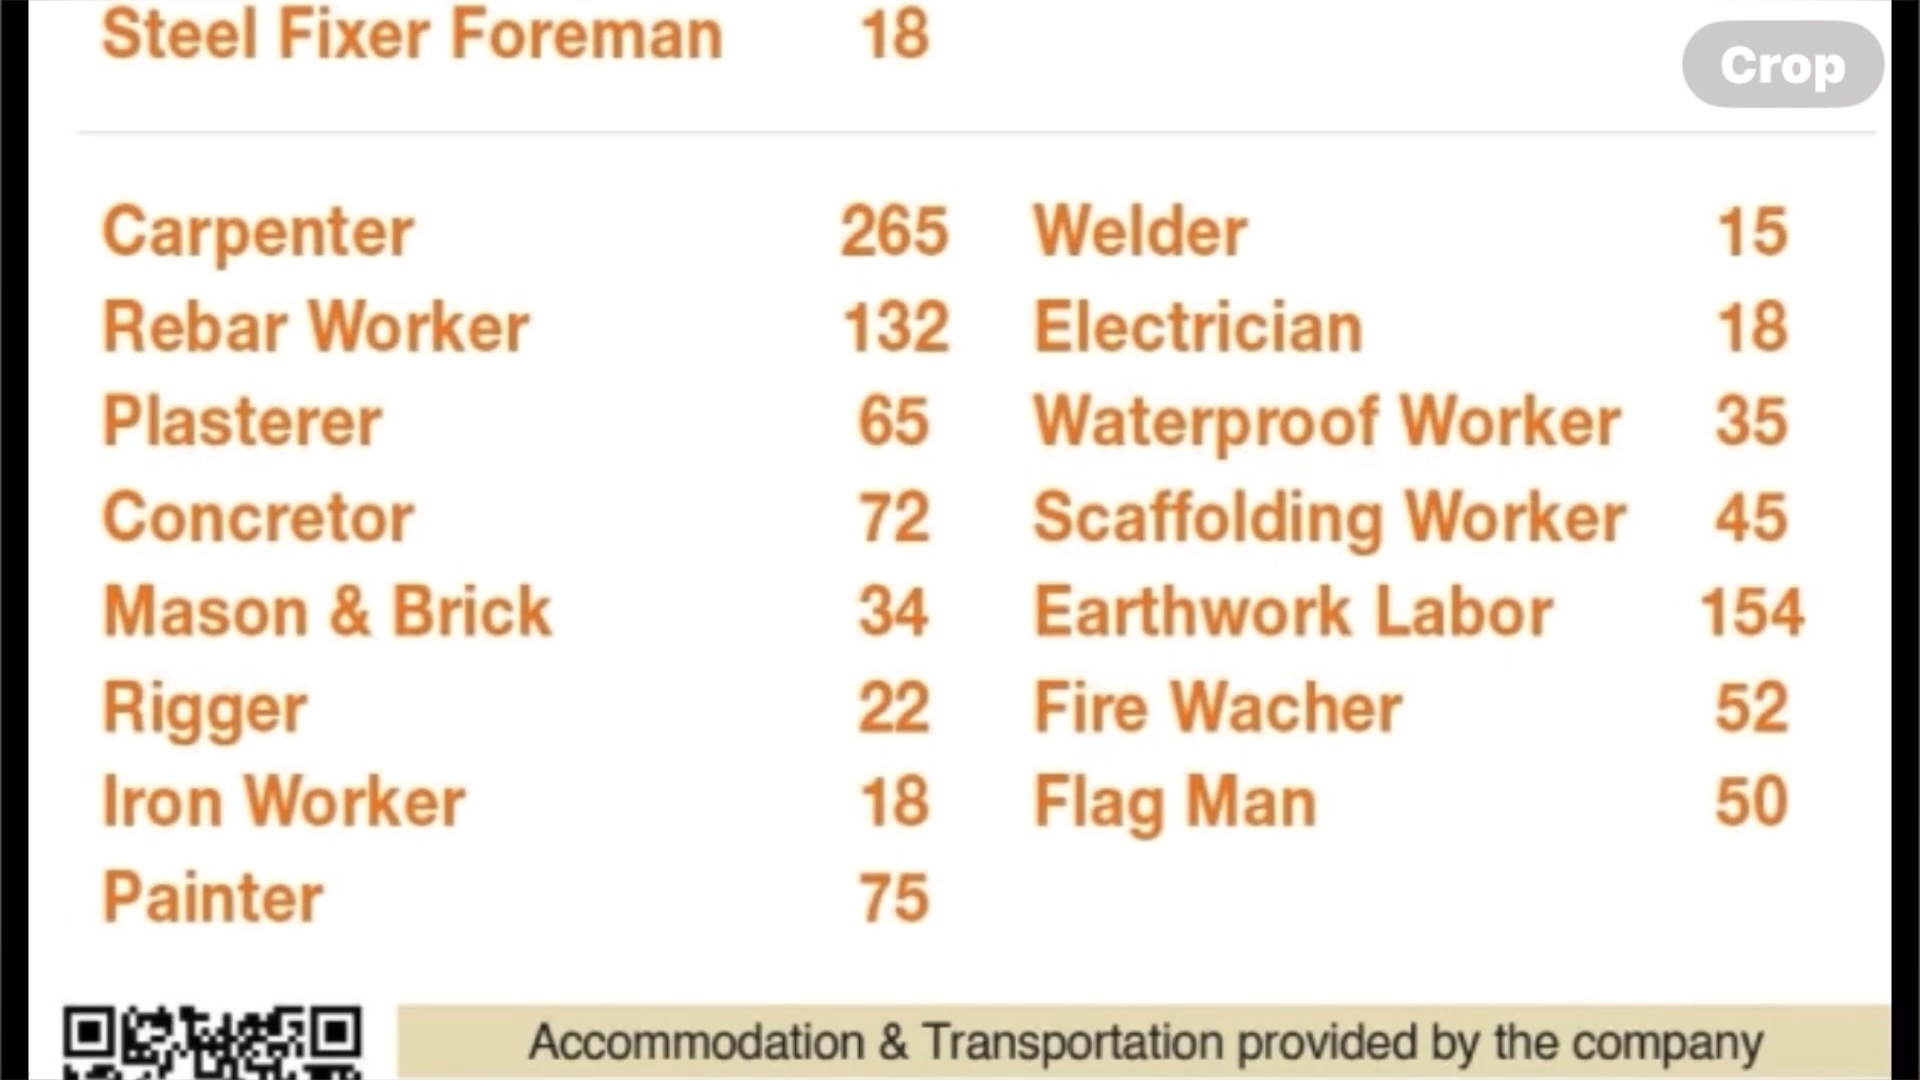 Steel Fixer Foreman 18
Crop
Carpenter 265 Welder 15
Rebar Worker 132 Electrician 18
Plasterer 65 Waterproof Worker 35
Concretor 72 Scaffolding Worker 45
Mason & Brick 34 Earthwork Labor 154
Rigger 22 Fire Wacher 52
Iron Worker 18 Flag Man 50
Painter 75
Accommodation & Transportation provided by the company